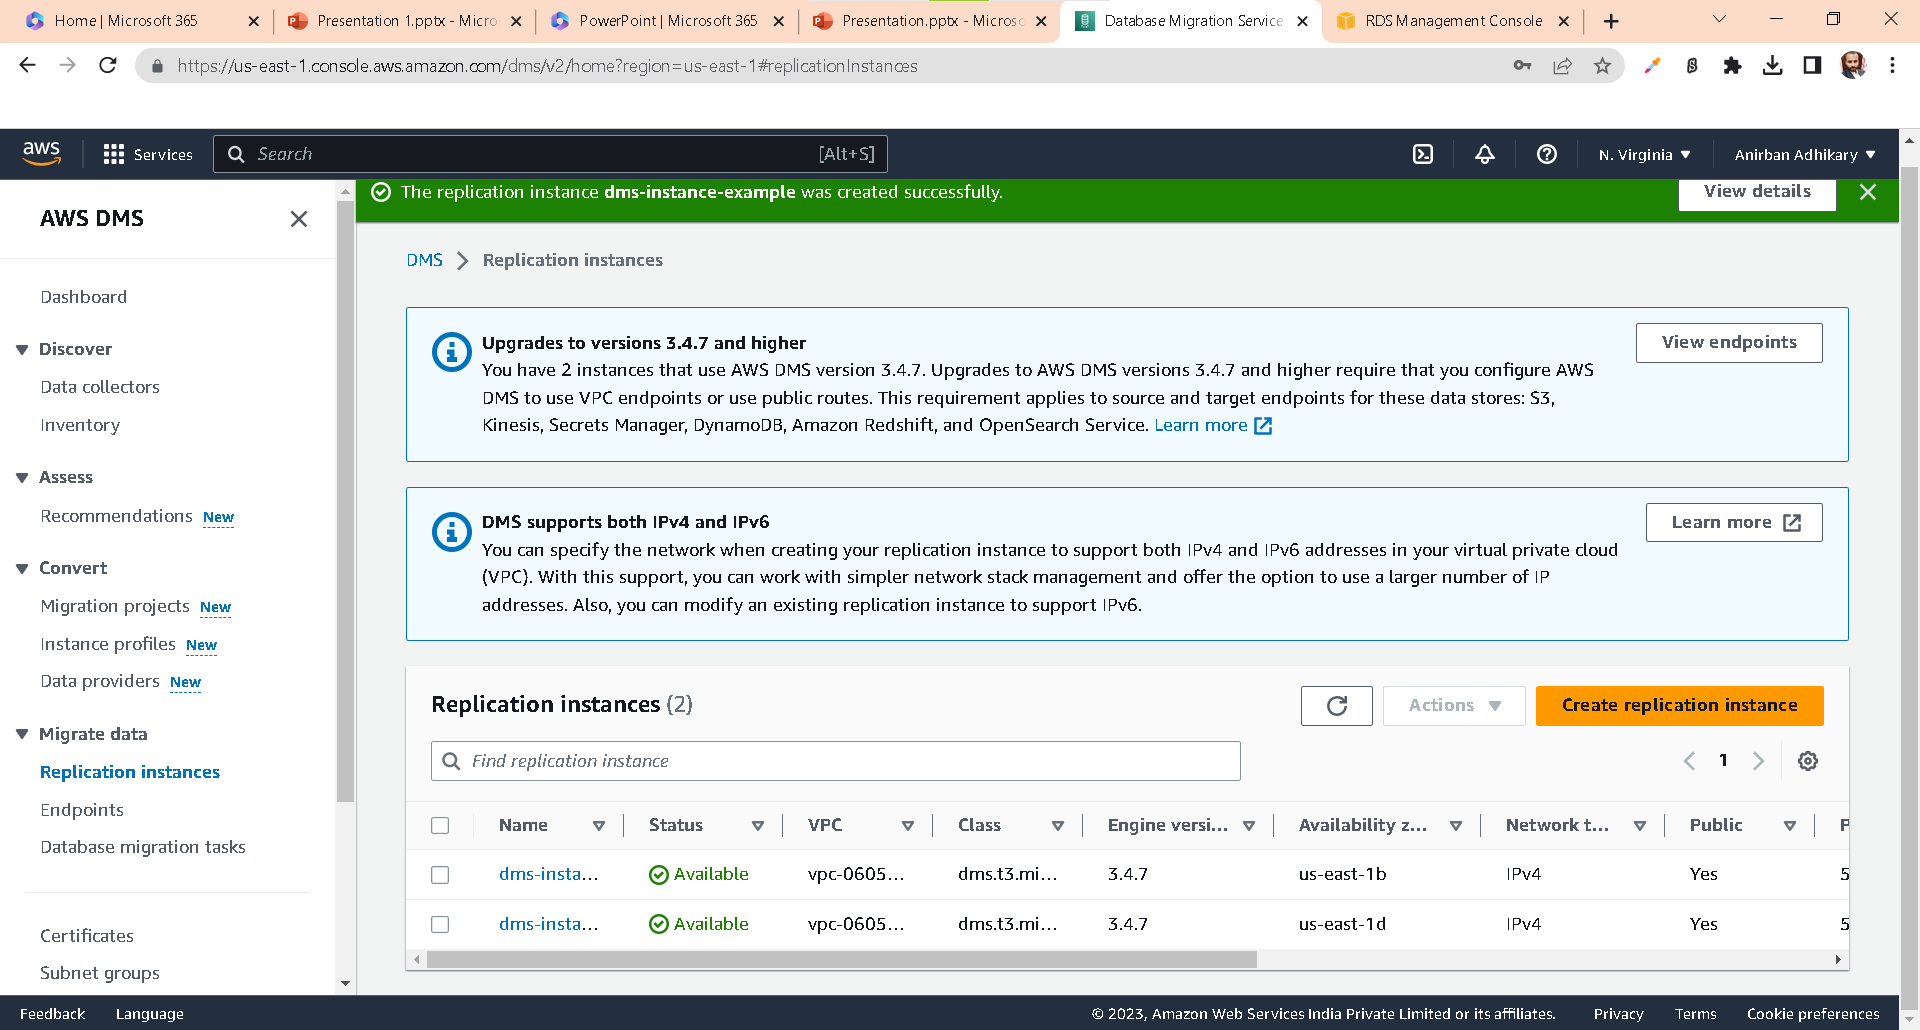 Home | Microsoft 365
Presentation 1.pptx - Micro
PowerPoint | Microsoft 365
Presentation.pptx - Microsc
Database Migration Service
RDS Management Console
https://us-east-1.console.aws.amazon.com/dms/v2/home?region=us-east-1#replicationInstances
aws
Services
Search
[Alt+S]
N. Virginia
Anirban Adhikary
AWS DMS
Dashboard
Discover
Data collectors
Inventory
Assess
Recommendations New
Convert
Migration projects New
Instance profiles New
Data providers New
Migrate data
Replication instances
Endpoints
Database migration tasks
Certificates
Subnet groups
The replication instance dms-instance-example was created successfully.
View details
DMS
Replication instances
Upgrades to versions 3.4.7 and higher
View endpoints
You have 2 instances that use AWS DMS version 3.4.7. Upgrades to AWS DMS versions 3.4.7 and higher require that you configure AWS
DMS to use VPC endpoints or use public routes. This requirement applies to source and target endpoints for these data stores: S3,
Kinesis, Secrets Manager, DynamoDB, Amazon Redshift, and OpenSearch Service. Learn more
DMS supports both IPv4 and IPv6
Learn more
You can specify the network when creating your replication instance to support both IPv4 and IPv6 addresses in your virtual private cloud
(VPC). With this support, you can work with simpler network stack management and offer the option to use a larger number of IP
addresses. Also, you can modify an existing replication instance to support IPv6.
Replication instances (2)
Actions
Create replication instance
Find replication instance
1
Name Status VPC Class Engine versi... Availability z... Network t... Public P
dms-insta... Available vpc-0605... dms.t3.mi... 3.4.7 us-east-1b IPv4 Yes 5
dms-insta... Available vpc-0605... dms.t3.mi... 3.4.7 us-east-1d IPv4 Yes 5
Feedback
Language
© 2023, Amazon Web Services India Private Limited or its affiliates.
Privacy
Terms
Cookie preferences